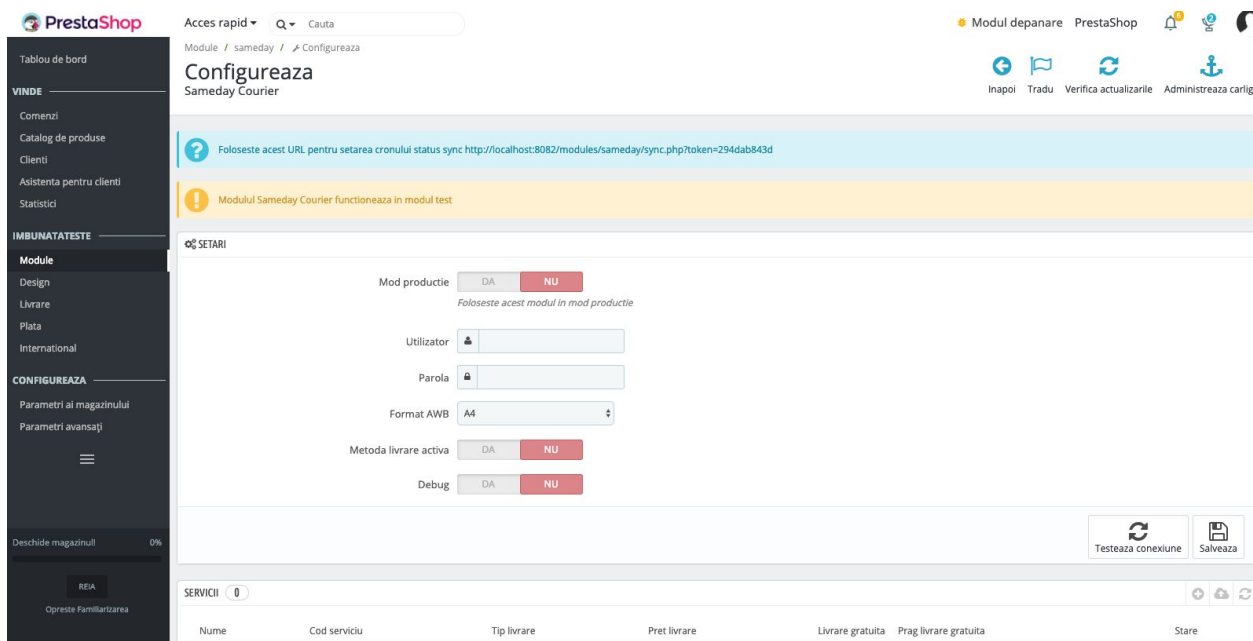 PrestaShop
Acces rapid
Cauta
Modul depanare PrestaShop
6
2
Module / sameday / Configureaza
Configureaza
Sameday Courier
Inapoi
Tradu
Verifica actualizarile
Administreaza carlig
Tablou de bord
VINDE
Comenzi
Catalog de produse
Clienti
Asistenta pentru clienti
Statistici
IMBUNATATESTE
Module
Design
Livrare
Plata
International
CONFIGUREAZA
Parametri ai magazinului
Parametri avansați
Deschide magazinul! 0%
REIA
Opreste Familiarizarea
Foloseste acest URL pentru setarea cronului status sync http://localhost:8082/modules/sameday/sync.php?token=294dab843d
Modulul Sameday Courier functioneaza in modul test
SETARI
Mod productie DA NU
Foloseste acest modul in mod productie
Utilizator
Parola
Format AWB A4
Metoda livrare activa DA NU
Debug DA NU
Testeaza conexiune
Salveaza
SERVICII 0
Nume Cod serviciu Tip livrare Pret livrare Livrare gratuita Prag livrare gratuita Stare